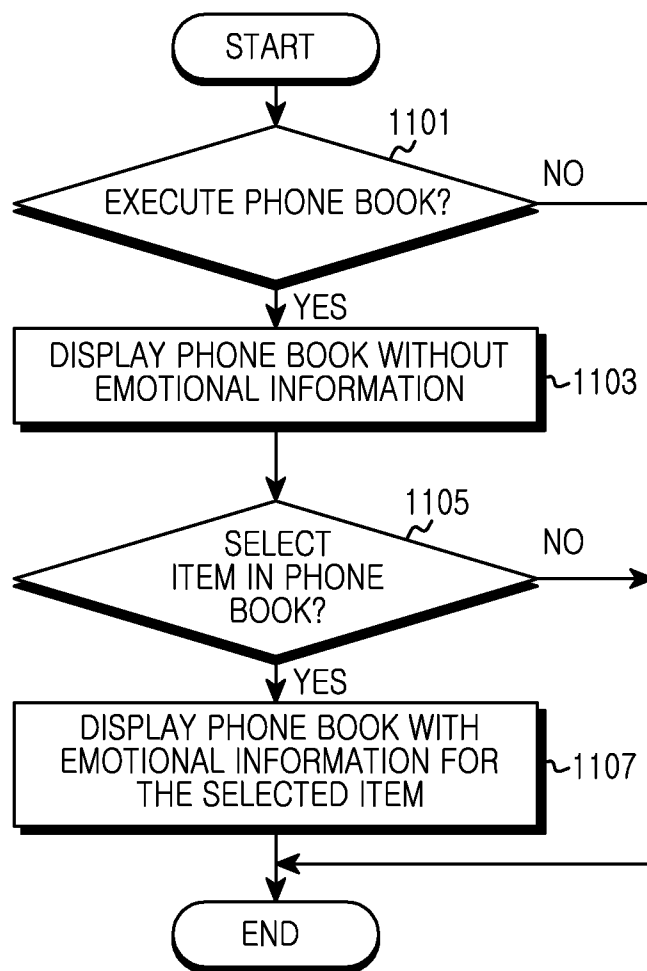 START
1101
EXECUTE PHONE BOOK?
NO
YES
DISPLAY PHONE BOOK WITHOUT
EMOTIONAL INFORMATION
1103
1105
SELECT
ITEM IN PHONE
BOOK?
NO
YES
DISPLAY PHONE BOOK WITH
EMOTIONAL INFORMATION FOR
THE SELECTED ITEM
1107
END